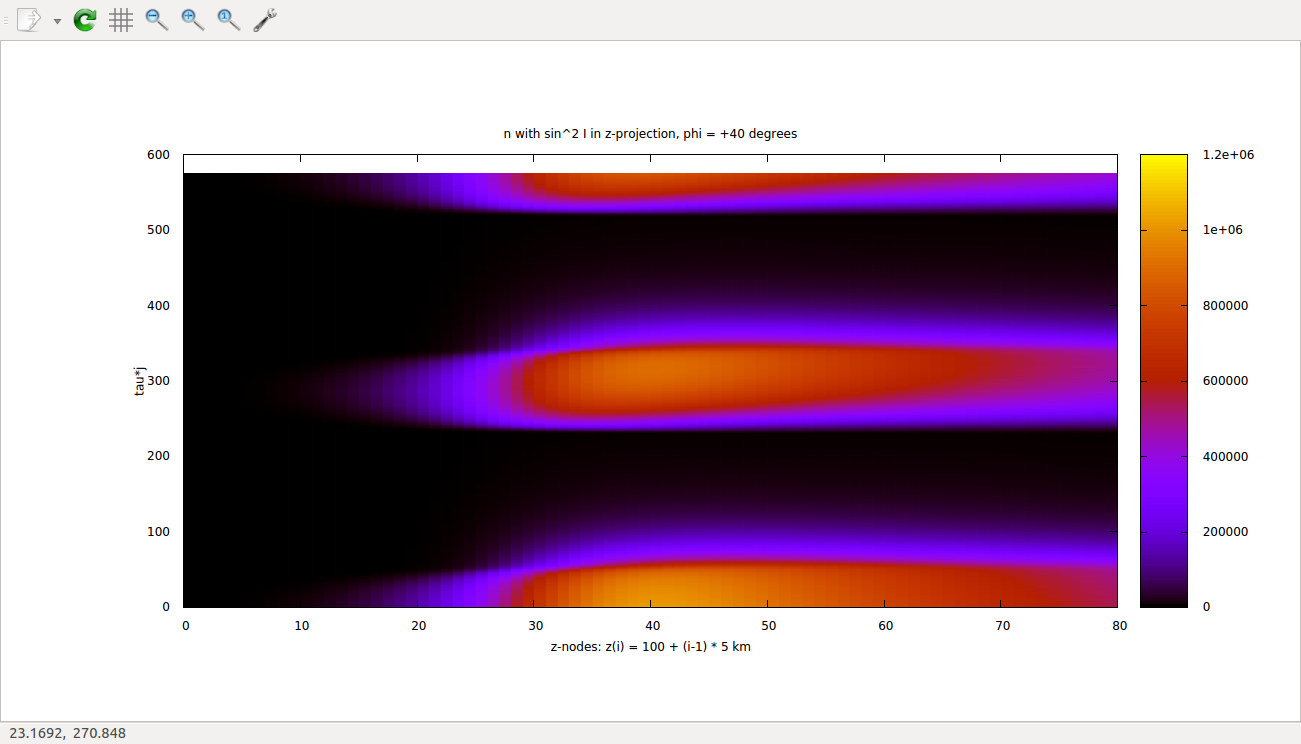 n with sin^2 I in z-projection, phi = +40 degrees
600
500
400
300
200
100
0
tau*j
0 10 20 30 40 50 60 70 80
z-nodes: z(i) = 100 + (i-1) * 5 km
1.2e+06
1e+06
800000
600000
400000
200000
0
23.1692, 270.848